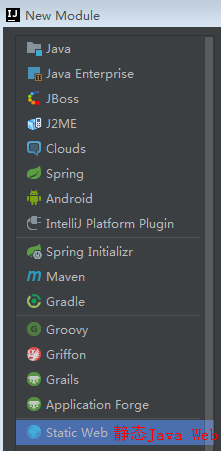 New Module
Java
Java Enterprise
JBoss
J2ME
Clouds
Spring
Android
IntelliJ Platform Plugin
Spring Initializr
Maven
Gradle
Groovy
Griffon
Grails
Application Forge
Static Web 静态Java Web